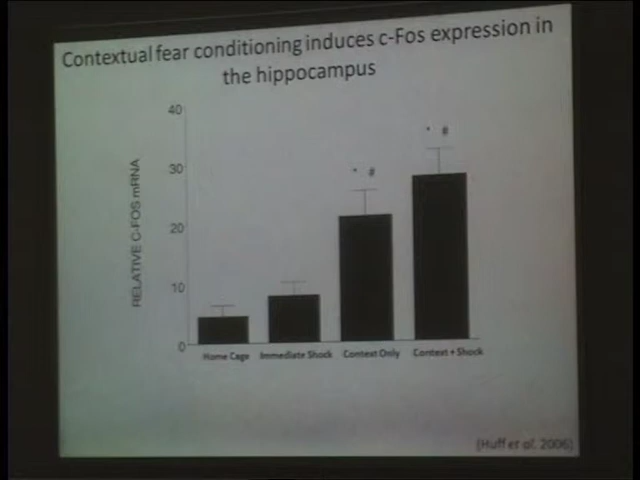 Contextual fear conditioning induces c-Fos expression in
the hippocampus
40
* #
30
* #
RELATIVE C-FOS mRNA
20
10
0
Home Cage Immediate Shock Context Only Context + Shock
(Huff et al. 2006)